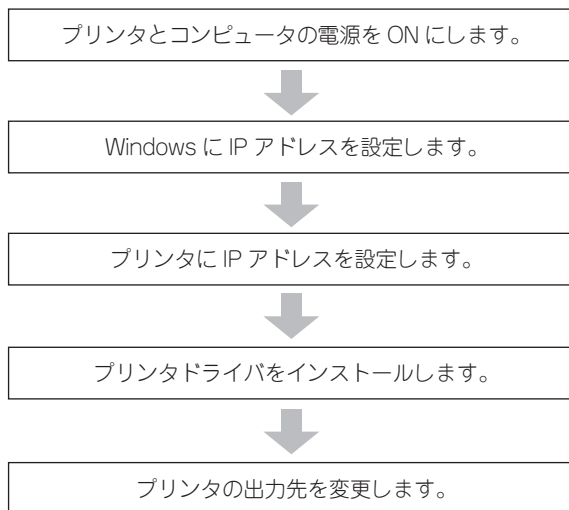 プリンタとコンピュータの電源を ON にします。
Windows に IP アドレスを設定します。
プリンタに IP アドレスを設定します。
プリンタドライバをインストールします。
プリンタの出力先を変更します。